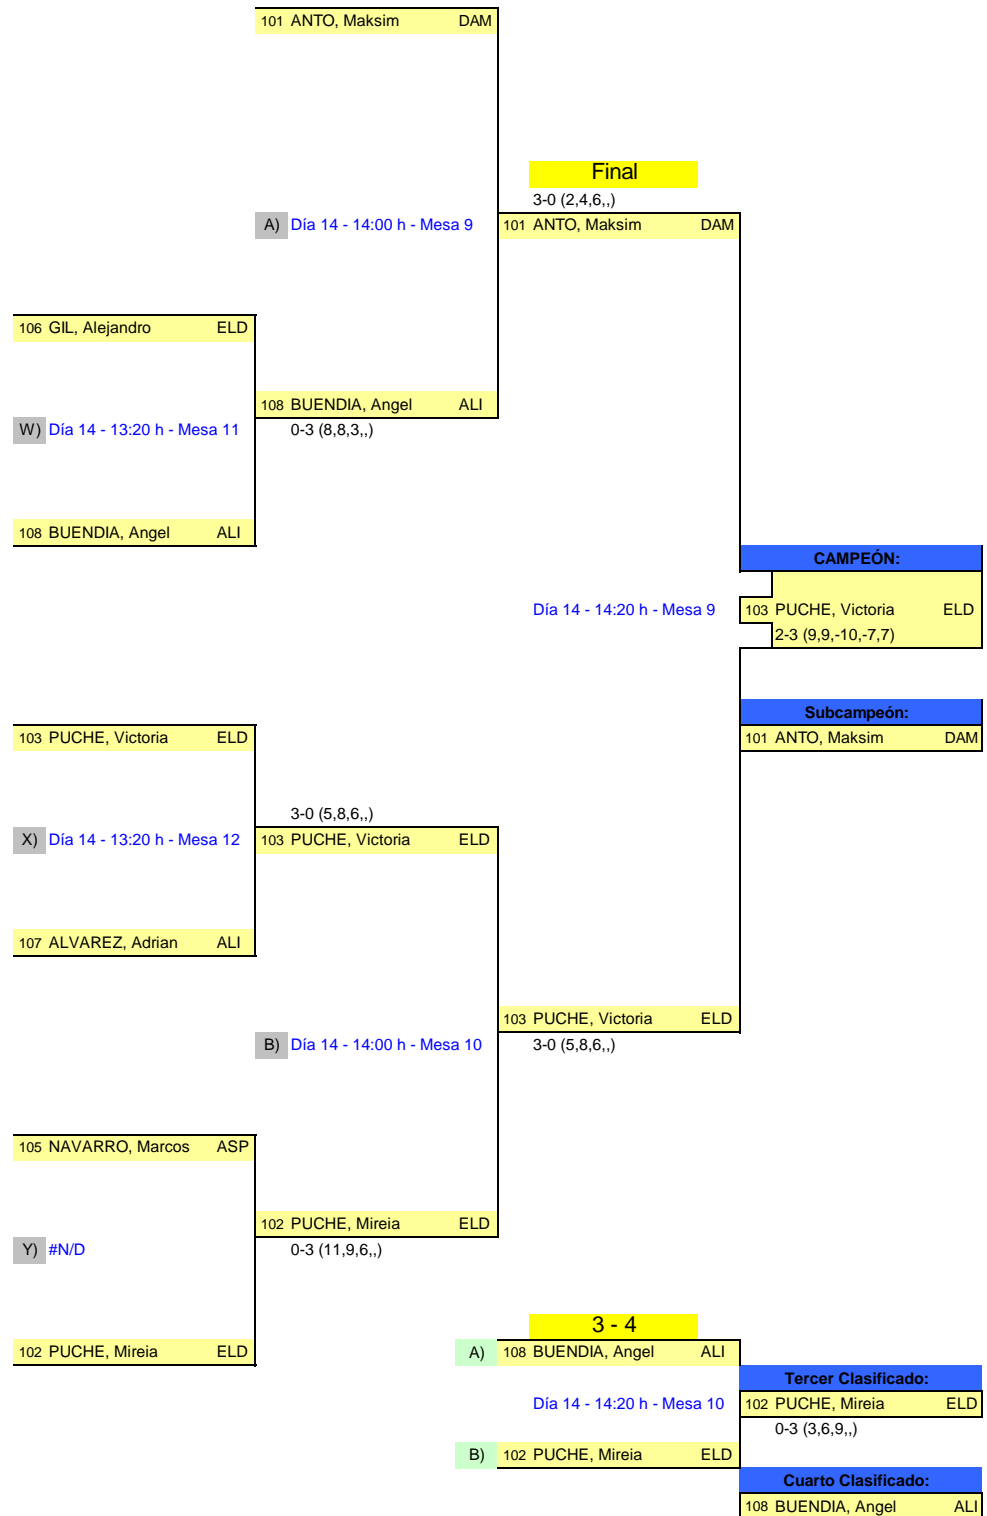 101 ANTO, Maksim DAM
Final
3-0 (2,4,6,,)
A) Día 14 - 14:00 h - Mesa 9
101 ANTO, Maksim DAM
106 GIL, Alejandro ELD
108 BUENDIA, Angel ALI
W) Día 14 - 13:20 h - Mesa 11
0-3 (8,8,3,,)
108 BUENDIA, Angel ALI
CAMPEÓN:
Día 14 - 14:20 h - Mesa 9
103 PUCHE, Victoria ELD
2-3 (9,9,-10,-7,7)
Subcampeón:
103 PUCHE, Victoria ELD
101 ANTO, Maksim DAM
3-0 (5,8,6,,)
X) Día 14 - 13:20 h - Mesa 12
103 PUCHE, Victoria ELD
107 ALVAREZ, Adrian ALI
103 PUCHE, Victoria ELD
B) Día 14 - 14:00 h - Mesa 10
3-0 (5,8,6,,)
105 NAVARRO, Marcos ASP
102 PUCHE, Mireia ELD
Y) #N/D
0-3 (11,9,6,,)
3 - 4
102 PUCHE, Mireia ELD
A) 108 BUENDIA, Angel ALI
Tercer Clasificado:
Día 14 - 14:20 h - Mesa 10
102 PUCHE, Mireia ELD
0-3 (3,6,9,,)
B) 102 PUCHE, Mireia ELD
Cuarto Clasificado:
108 BUENDIA, Angel ALI